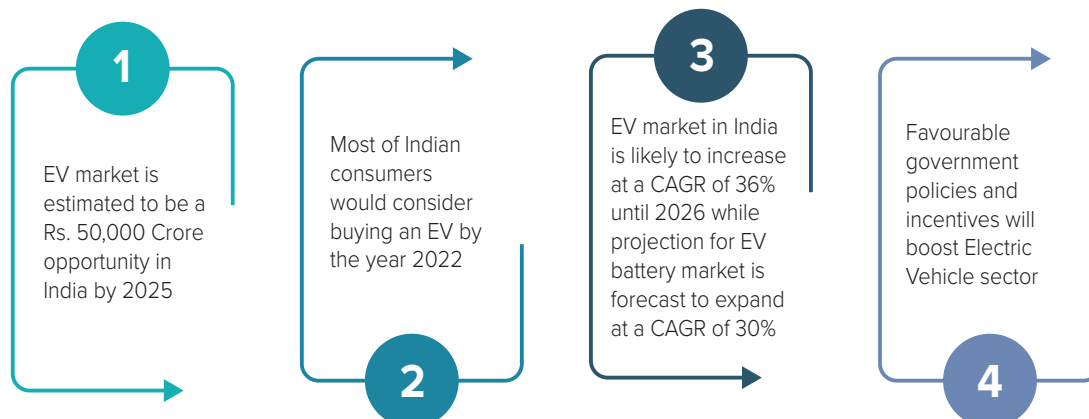 1
EV market is
estimated to be a
Rs. 50,000 Crore
opportunity in
India by 2025
Most of Indian
consumers
would consider
buying an EV by
the year 2022
2
3
EV market in India
is likely to increase
at a CAGR of 36%
until 2026 while
projection for EV
battery market is
forecast to expand
at a CAGR of 30%
Favourable
government
policies and
incentives will
boost Electric
Vehicle sector
4